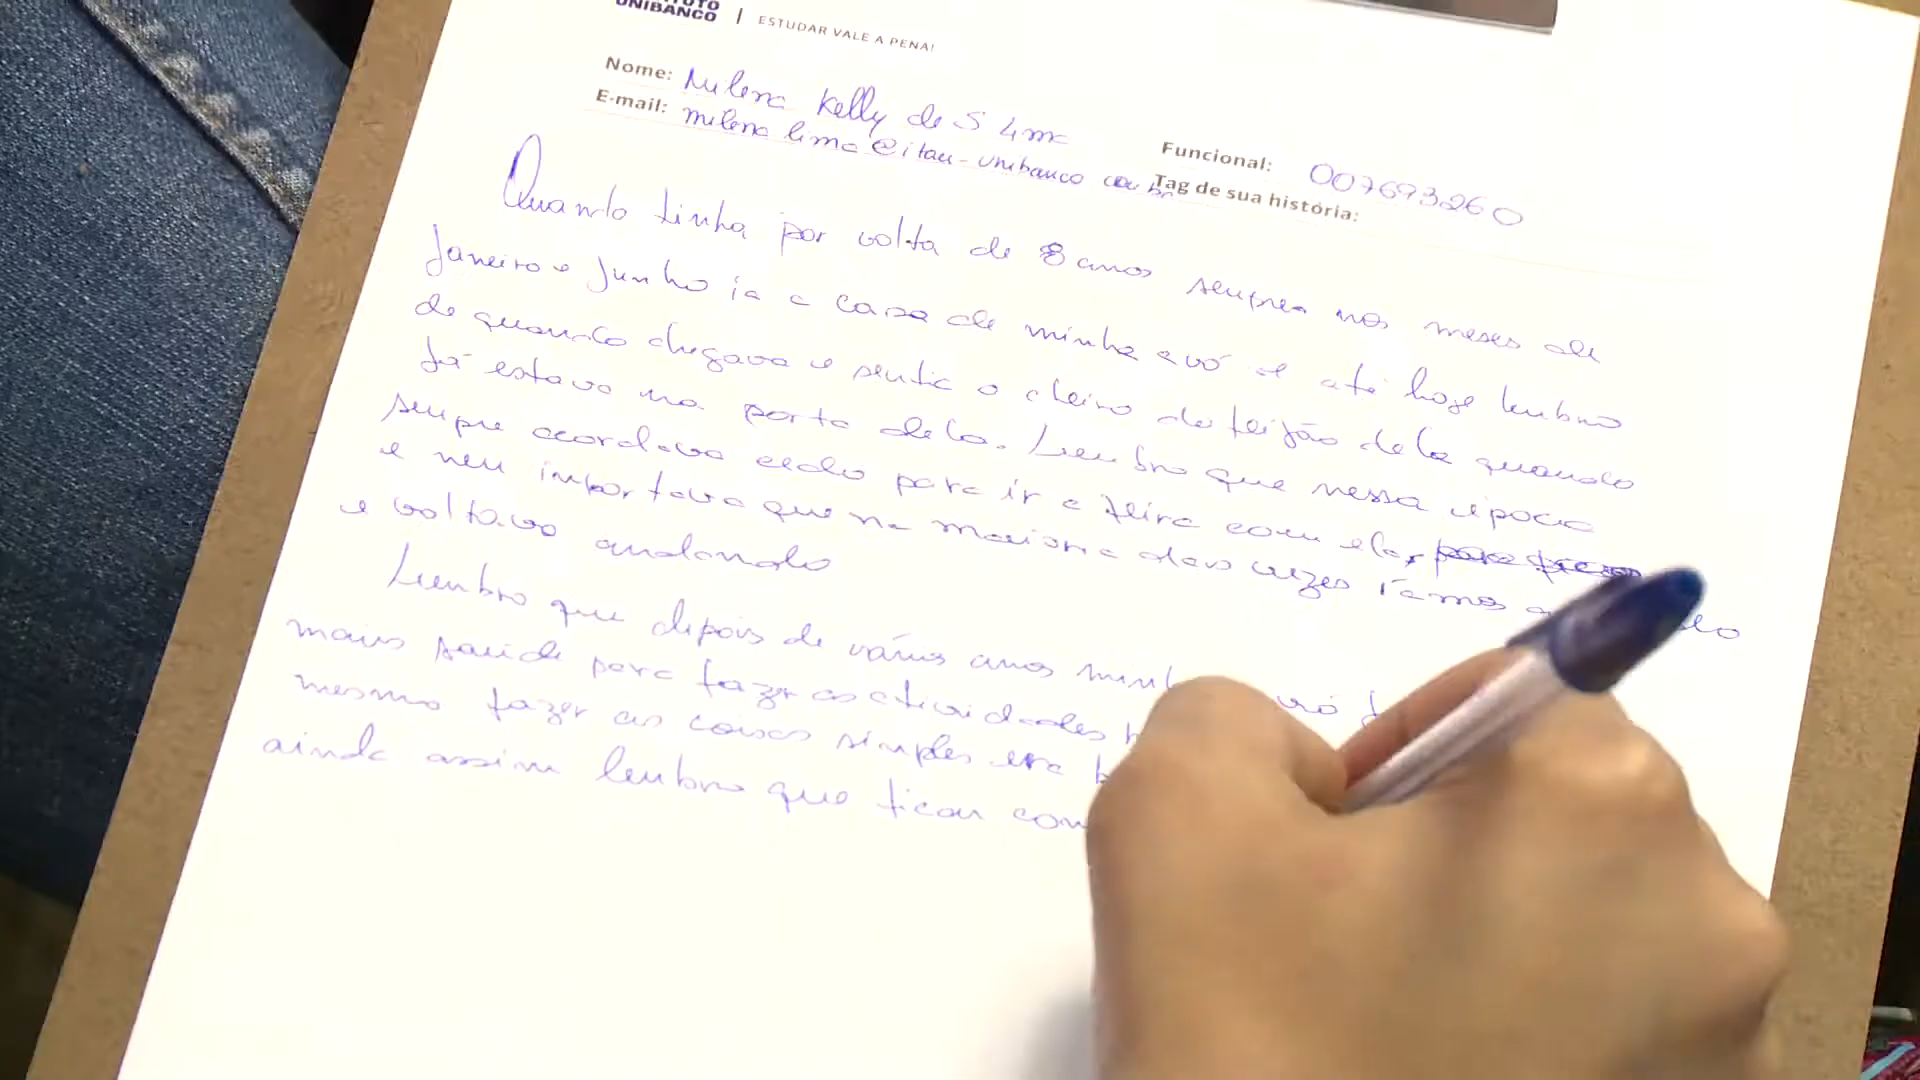 INSTITUTO
UNIBANCO | ESTUDAR VALE A PENA!
Nome: Milena Kelly de S Lima
E-mail: milena lima@itau-unibanco com br
Funcional: 007693260
Tag de sua história:
Quando tinha por volta de 8 anos sempre nos meses de
Janeiro e Junho ia a casa de minha avó e até hoje lembro
de quando chegava e sentia o cheiro do feijão dela quando
já estava na porta dela. Lembro que nessa época
sempre acordava cedo para ir a feira com ela,
e nem importava que na maioria das vezes íamos
e voltava andando
Lembro que depois de vários anos minha avó
mais saúde para fazer as atividades
mesmo fazer as coisas simples era
ainda assim lembro que ficou com